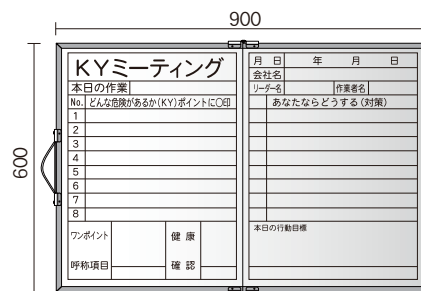 900
600
KYミーティング
本日の作業
No. どんな危険があるか(KY)ポイントに〇印
1
2
3
4
5
6
7
8
ワンポイント 健康
呼称項目 確認
月 日 年 月 日
会社名
リーダー名 作業者名
あなたならどうする(対策)
本日の行動目標